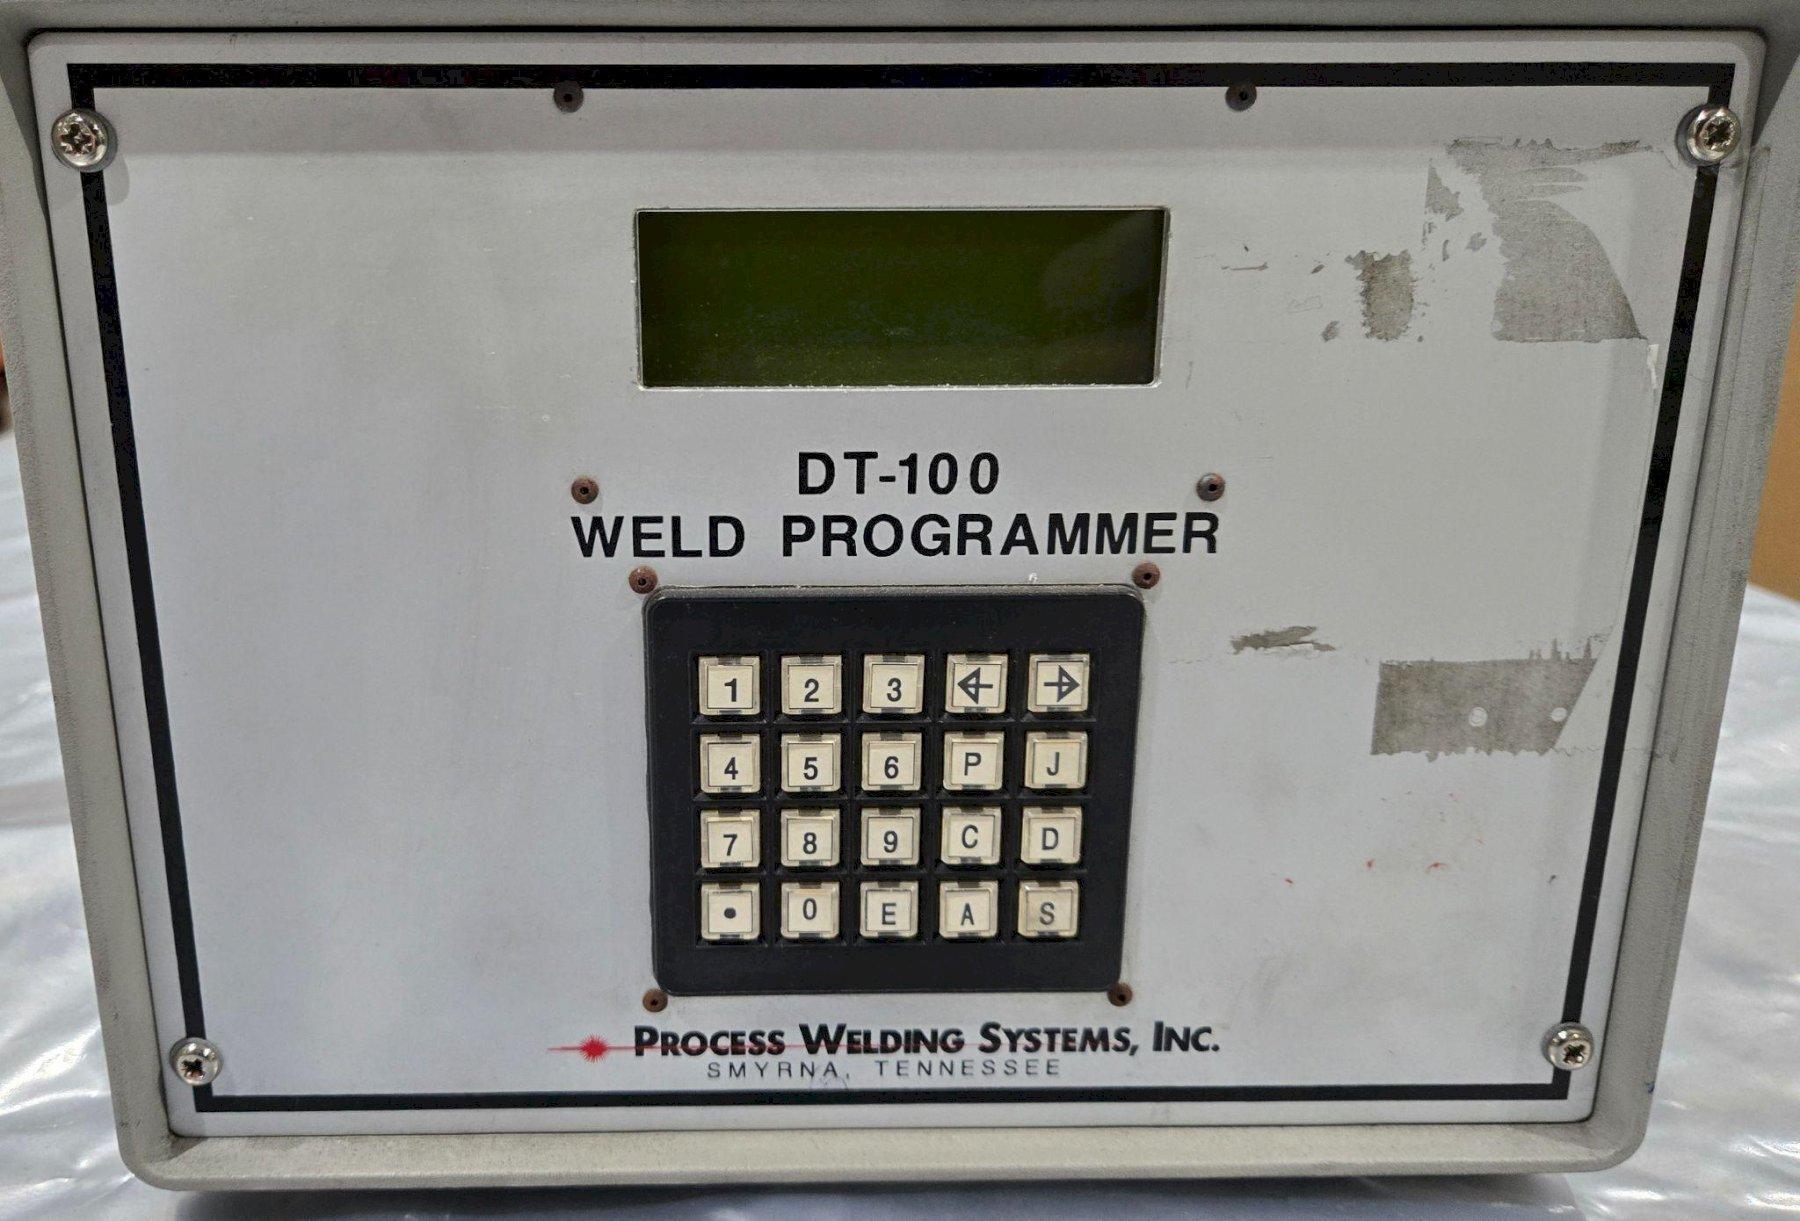 DT-100
WELD PROGRAMMER
1 2 3 ← →
4 5 6 P J
7 8 9 C D
• 0 E A S
PROCESS WELDING SYSTEMS, INC.
SMYRNA, TENNESSEE